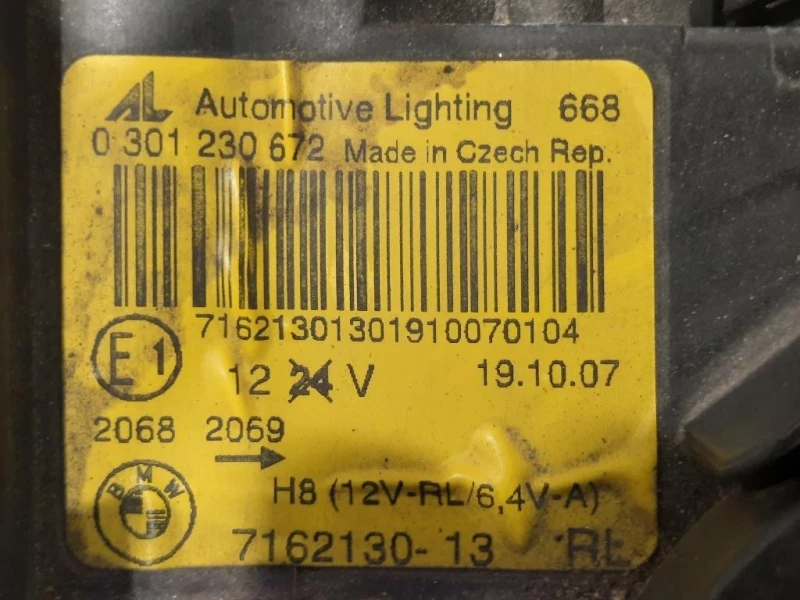 AL Automotive Lighting 668
0 301 230 672 Made in Czech Rep.
71621301301910070104
E1 12 24 V 19.10.07
2068 2069
BMW H8 (12V-RL/6,4V-A)
7162130-13 RL